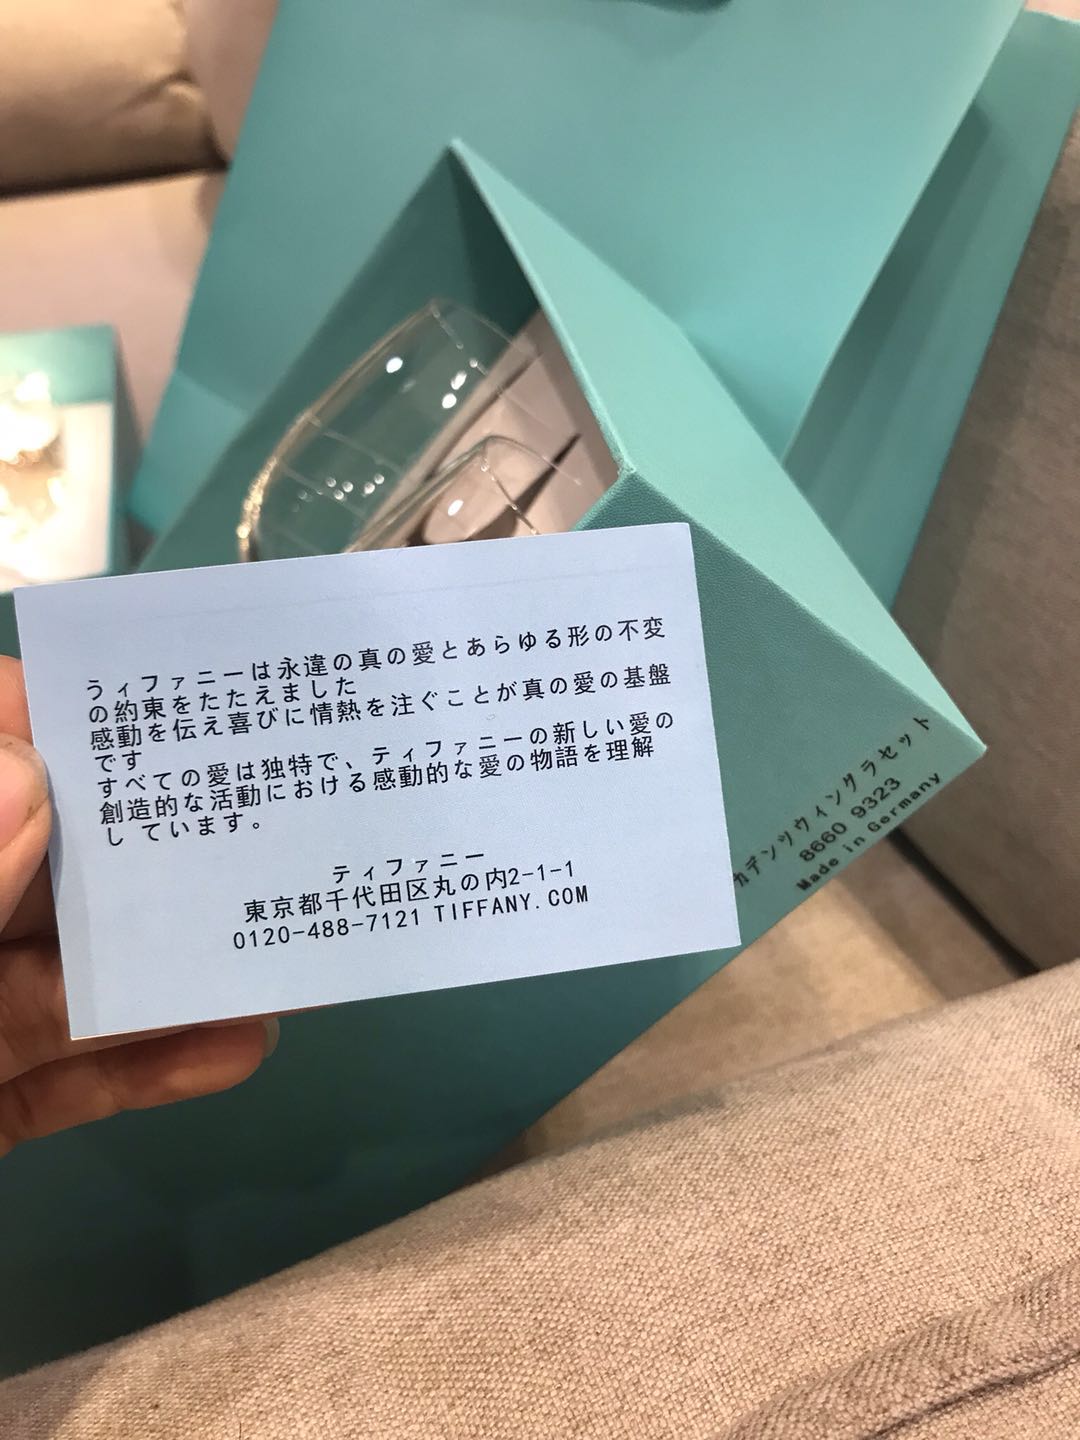 うィファニーは永違の真の愛とあらゆる形の不変
の約束をたたえました
感動を伝え喜びに情熱を注ぐことが真の愛の基盤
です
すべての愛は独特で、ティファニーの新しい愛の
創造的な活動における感動的な愛の物語を理解
し ています。
ティファニー
東京都千代田区丸の内2-1-1
0120-488-7121 TIFFANY.COM
カデンツウィングラセット
8660 9323
Made in Germany